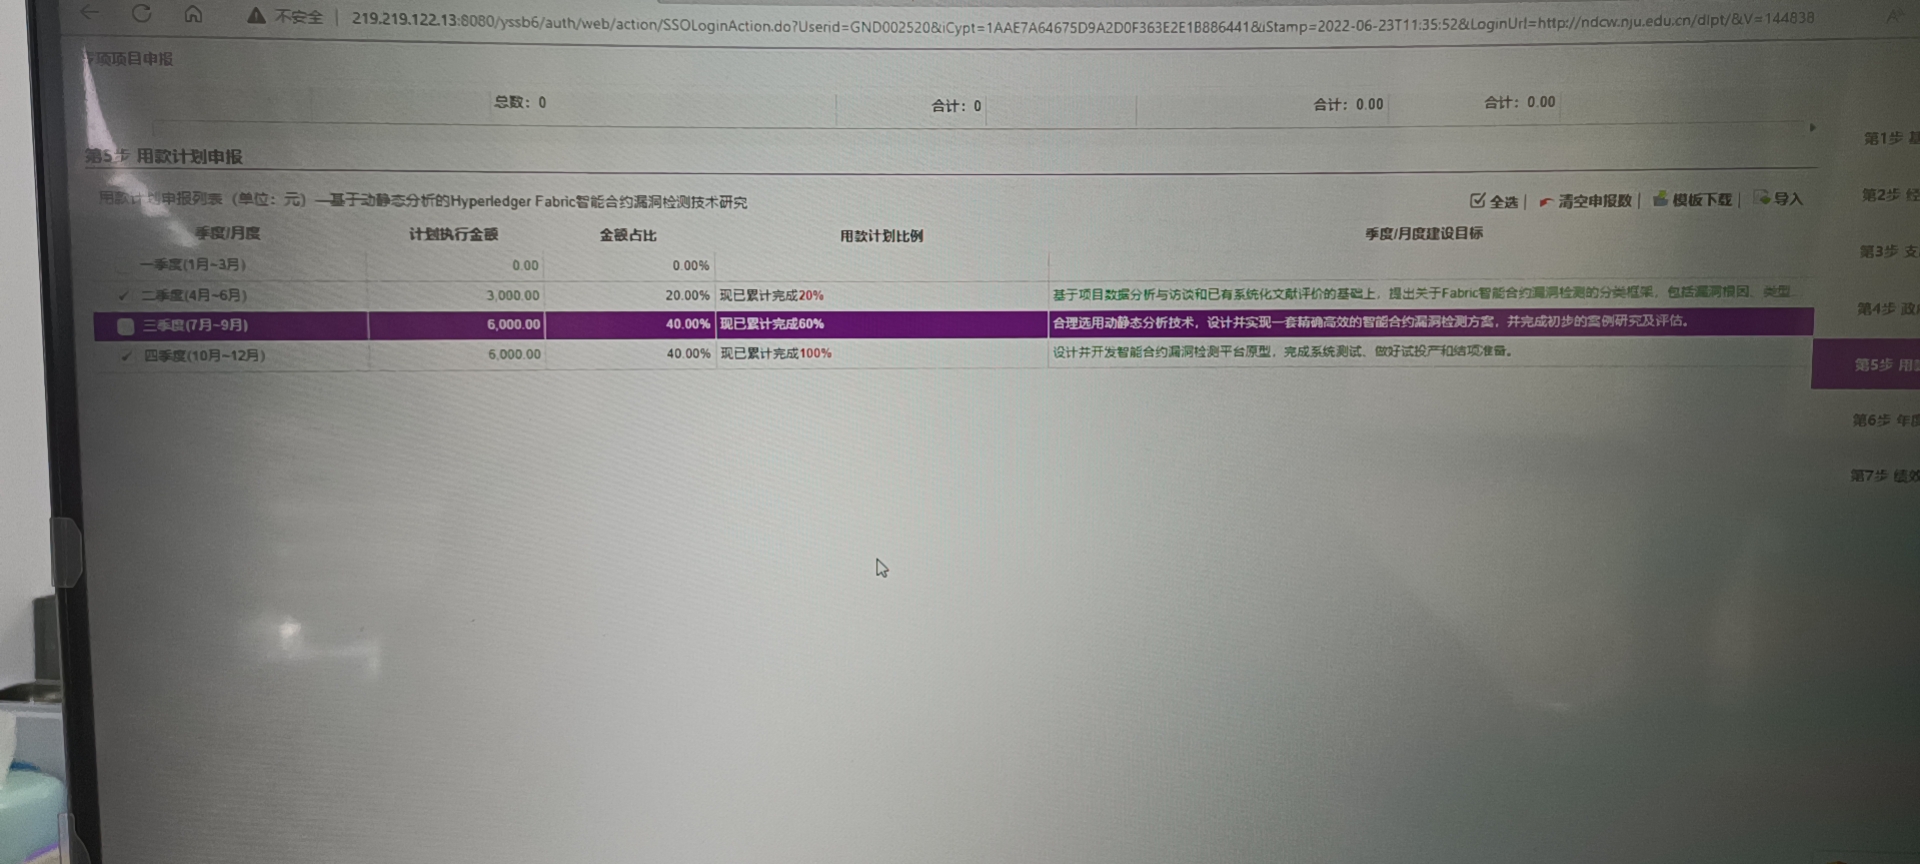 不安全 219.219.122.13:8080/yssb6/auth/web/action/SSOLoginAction.do?Userid=GND002520&iCypt=1AAE7A64675D9A2D0F363E2E1B886441&iStamp=2022-06-23T11:35:52&LoginUrl=http://ndcw.nju.edu.cn/dlpt/&V=144838
项项目申报
总数：0 合计：0 合计：0.00 合计：0.00
第5步 用款计划申报
用款计划申报列表（单位：元）—基于动静态分析的Hyperledger Fabric智能合约漏洞检测技术研究 全选 | 清空申报数 | 模板下载 | 导入
季度/月度 计划执行金额 金额占比 用款计划比例 季度/月度建设目标
一季度(1月~3月) 0.00 0.00%
二季度(4月~6月) 3,000.00 20.00% 现已累计完成20% 基于项目数据分析与访谈和已有系统化文献评价的基础上，提出关于Fabric智能合约漏洞检测的分类框架，包括漏洞根因、类型
三季度(7月~9月) 6,000.00 40.00% 现已累计完成60% 合理选用动静态分析技术，设计并实现一套精确高效的智能合约漏洞检测方案，并完成初步的案例研究及评估。
四季度(10月~12月) 6,000.00 40.00% 现已累计完成100% 设计并开发智能合约漏洞检测平台原型，完成系统测试、做好试投产和结项准备。
第1步 基
第2步 经
第3步 支
第4步 政
第5步 用款
第6步 年度
第7步 绩效